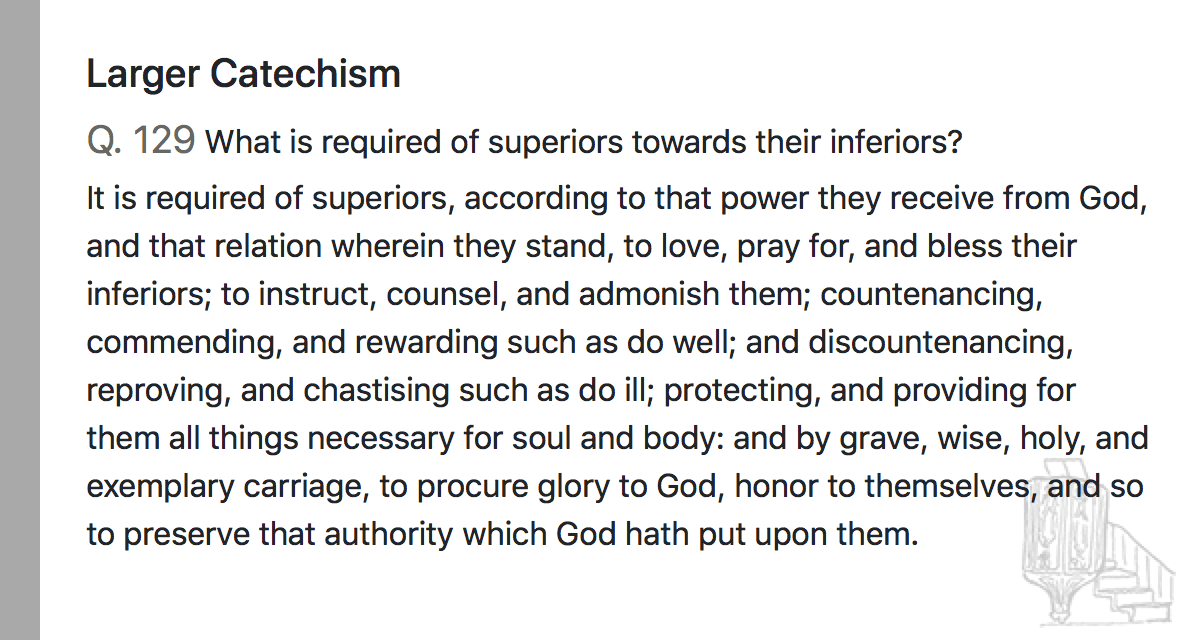 Larger Catechism
Q. 129 What is required of superiors towards their inferiors?
It is required of superiors, according to that power they receive from God,
and that relation wherein they stand, to love, pray for, and bless their
inferiors; to instruct, counsel, and admonish them; countenancing,
commending, and rewarding such as do well; and discountenancing,
reproving, and chastising such as do ill; protecting, and providing for
them all things necessary for soul and body: and by grave, wise, holy, and
exemplary carriage, to procure glory to God, honor to themselves, and so
to preserve that authority which God hath put upon them.